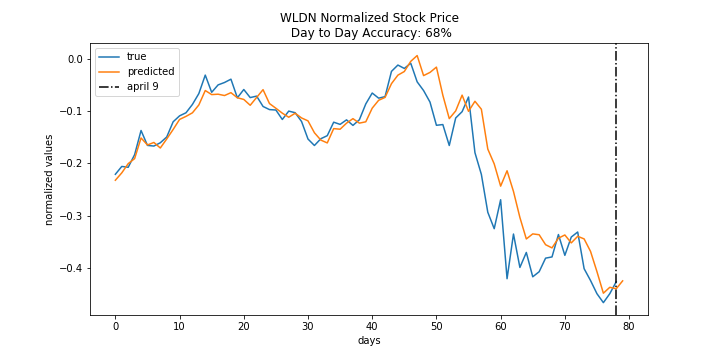 WLDN Normalized Stock Price
Day to Day Accuracy: 68%
true
predicted
april 9
normalized values
0.0
−0.1
−0.2
−0.3
−0.4
0 10 20 30 40 50 60 70 80
days